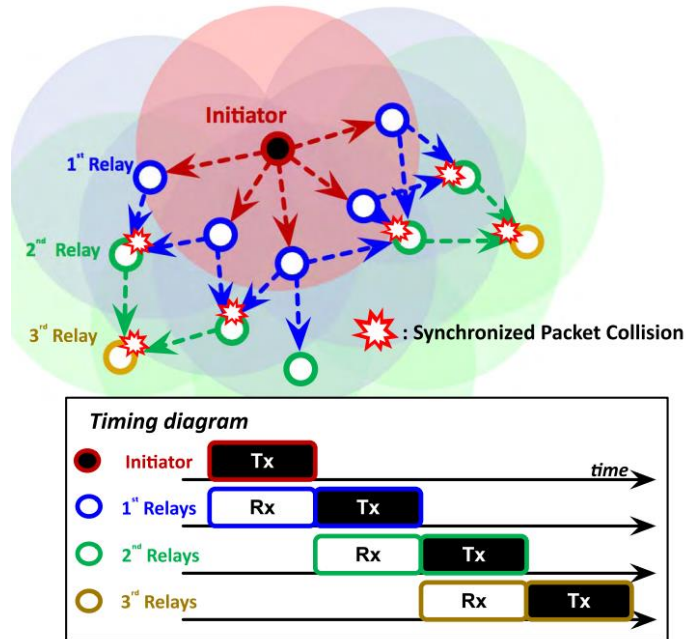 Initiator
1st Relay
2nd Relay
3rd Relay
: Synchronized Packet Collision
Timing diagram
Initiator
Tx
time
1st Relays
Rx
Tx
2nd Relays
Rx
Tx
3rd Relays
Rx
Tx